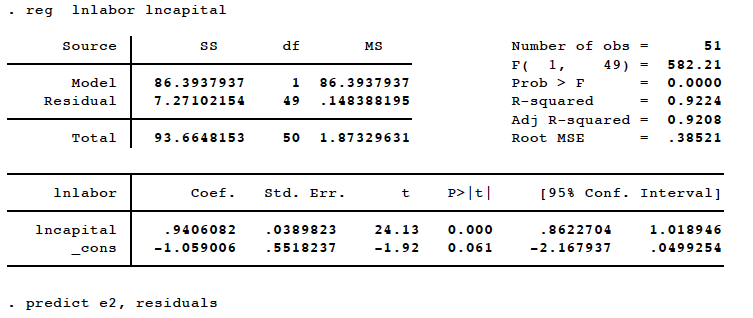 . reg lnlabor lncapital
Source SS df MS Number of obs = 51
F( 1, 49) = 582.21
Model 86.3937937 1 86.3937937 Prob > F = 0.0000
Residual 7.27102154 49 .148388195 R-squared = 0.9224
Adj R-squared = 0.9208
Total 93.6648153 50 1.87329631 Root MSE = .38521
lnlabor Coef. Std. Err. t P>|t| [95% Conf. Interval]
lncapital .9406082 .0389823 24.13 0.000 .8622704 1.018946
_cons -1.059006 .5518237 -1.92 0.061 -2.167937 .0499254
. predict e2, residuals